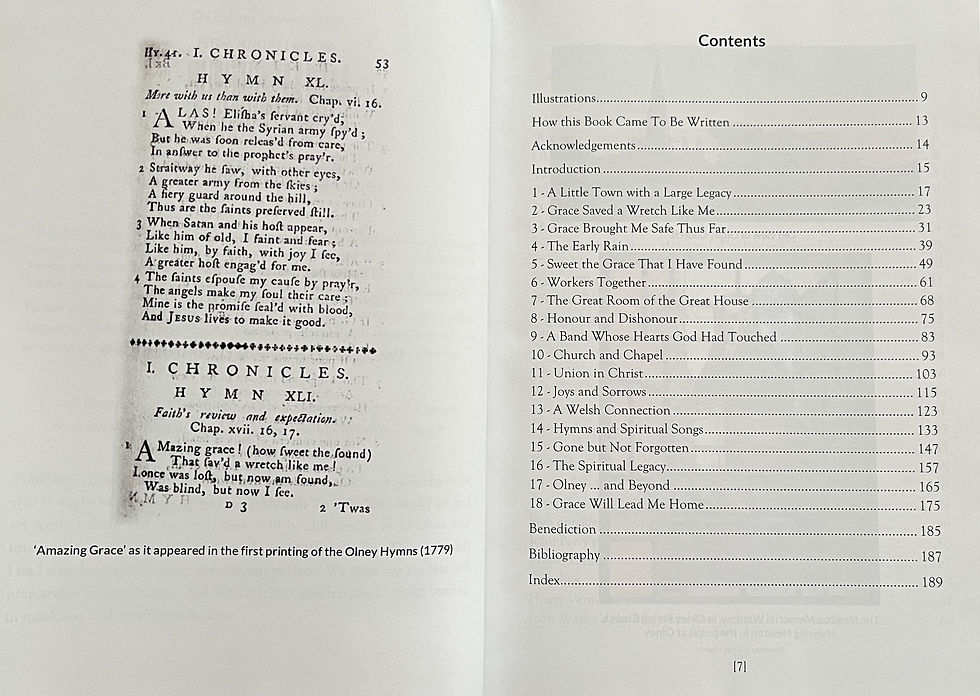 Hy. 41. I. CHRONICLES. 53
HYMN XL.
More with us than with them. Chap. vi. 16.
1 ALAS! Eliſha's ſervant cry'd;
When he the Syrian army ſpy'd;
But he was ſoon releas'd from care,
In anſwer to the prophet's pray'r.
2 Straitway he ſaw, with other eyes,
A greater army from the ſkies;
A fiery guard around the hill,
Thus are the ſaints preſerved ſtill.
3 When Satan and his hoſt appear,
Like him of old, I faint and fear;
Like him, by faith, with joy I ſee,
A greater hoſt engag'd for me.
4 The ſaints eſpouſe my cauſe by pray'r,
The angels make my ſoul their care;
Mine is the promiſe ſeal'd with blood,
And JESUS lives to make it good.
I. CHRONICLES.
HYMN XLI.
Faith's review and expectation.
Chap. xvii. 16, 17.
1 AMazing grace! (how ſweet the ſound)
That ſav'd a wretch like me!
I once was loſt, but now am found,
Was blind, but now I ſee.
D 3 2 'Twas
'Amazing Grace' as it appeared in the first printing of the Olney Hymns (1779)
Contents
Illustrations 9
How this Book Came To Be Written 13
Acknowledgements 14
Introduction 15
1 - A Little Town with a Large Legacy 17
2 - Grace Saved a Wretch Like Me 23
3 - Grace Brought Me Safe Thus Far 31
4 - The Early Rain 39
5 - Sweet the Grace That I Have Found 49
6 - Workers Together 61
7 - The Great Room of the Great House 68
8 - Honour and Dishonour 75
9 - A Band Whose Hearts God Had Touched 83
10 - Church and Chapel 93
11 - Union in Christ 103
12 - Joys and Sorrows 115
13 - A Welsh Connection 123
14 - Hymns and Spiritual Songs 133
15 - Gone but Not Forgotten 147
16 - The Spiritual Legacy 157
17 - Olney ... and Beyond 165
18 - Grace Will Lead Me Home 175
Benediction 185
Bibliography 187
Index 189
[7]